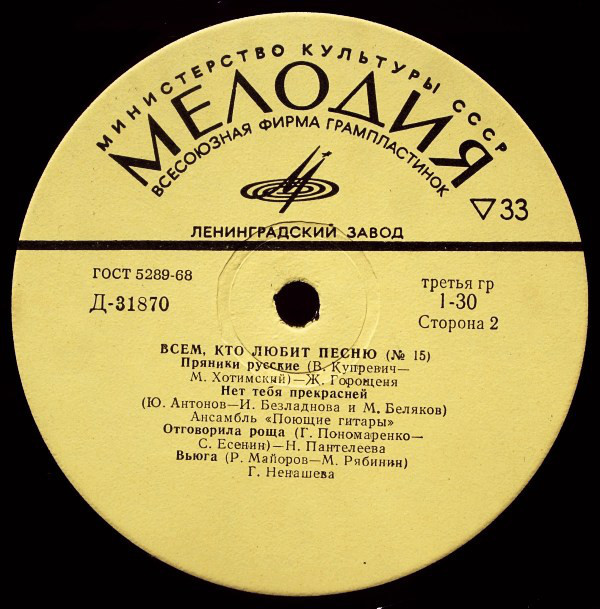 МИНИСТЕРСТВО КУЛЬТУРЫ СССР
МЕЛОДИЯ
ВСЕСОЮЗНАЯ ФИРМА ГРАМПЛАСТИНОК
▽33
ЛЕНИНГРАДСКИЙ ЗАВОД
ГОСТ 5289-68
Д-31870
третья гр
1-30
Сторона 2
ВСЕМ, КТО ЛЮБИТ ПЕСНЮ (№ 15)
Пряники русские (В. Купревич—
М. Хотимский)—Ж. Горощеня
Нет тебя прекрасней
(Ю. Антонов—И. Безладнова и М. Беляков)
Ансамбль «Поющие гитары»
Отговорила роща (Г. Пономаренко—
С. Есенин)—Н. Пантелеева
Вьюга (Р. Майоров—М. Рябинин)
Г. Ненашева